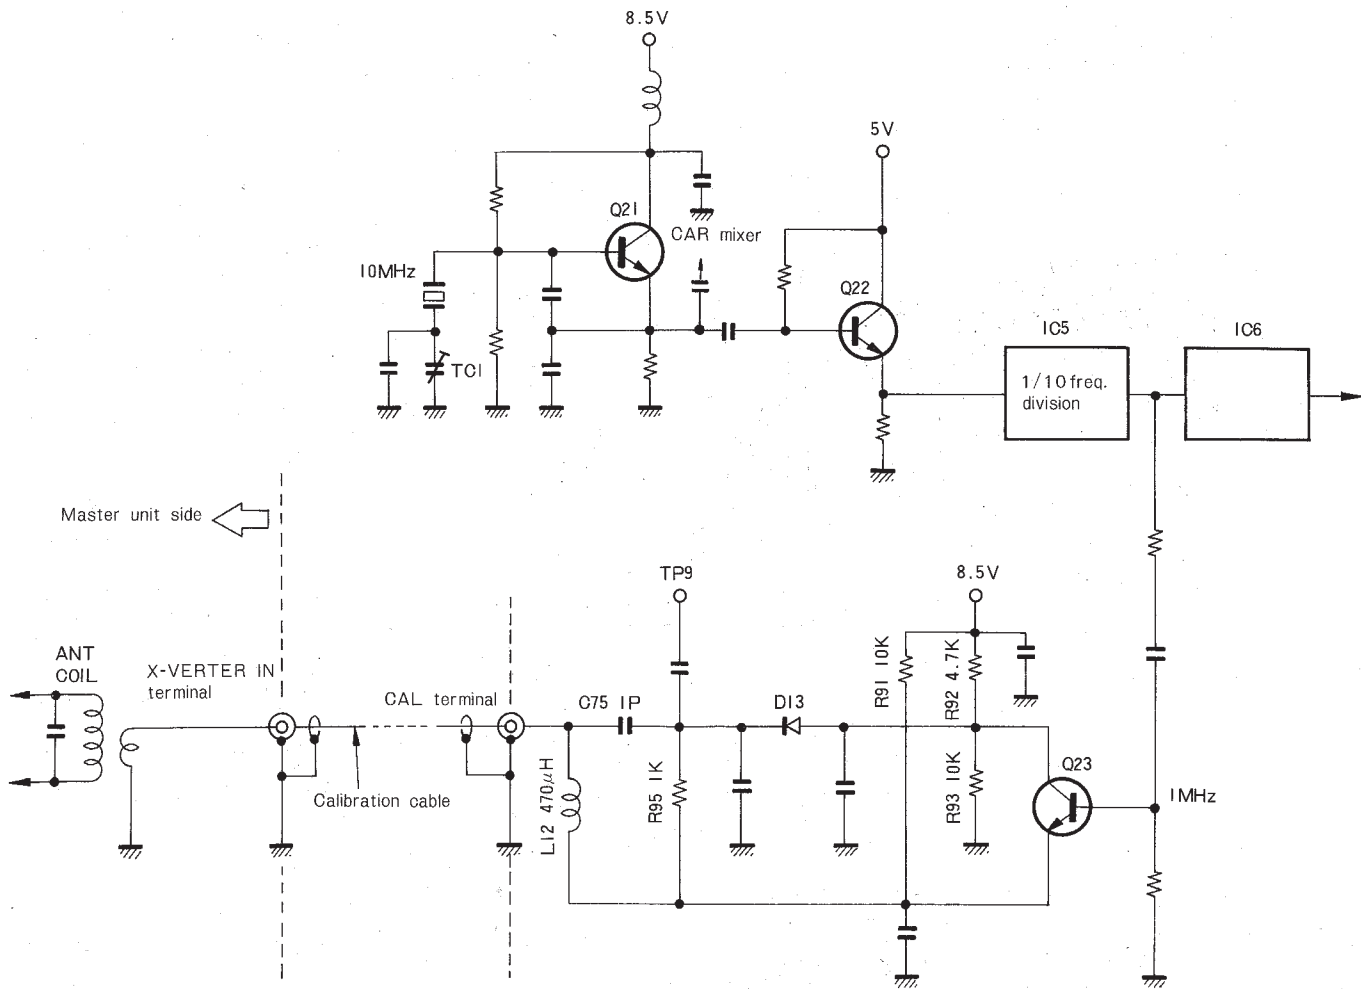 8.5V
5V
Q21
CAR mixer
10MHz
Q22
IC5
IC6
TC1
1/10 freq.
division
Master unit side
TP9
8.5V
ANT
COIL
X-VERTER IN
terminal
CAL terminal
C75 1P
D13
R91 10K
R92 4.7K
Q23
1MHz
Calibration cable
L12 470μH
R95 1K
R93 10K